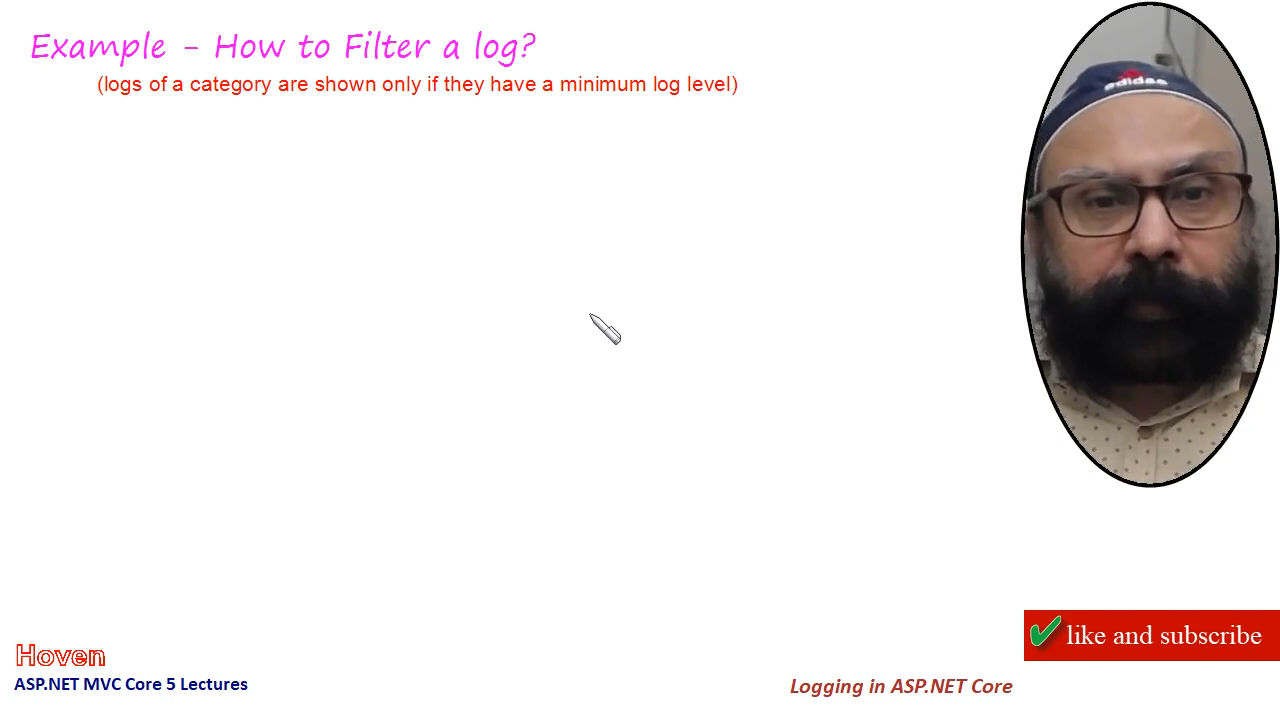 Example - How to Filter a log?
(logs of a category are shown only if they have a minimum log level)
adidas
like and subscribe
Hoven
ASP.NET MVC Core 5 Lectures
Logging in ASP.NET Core